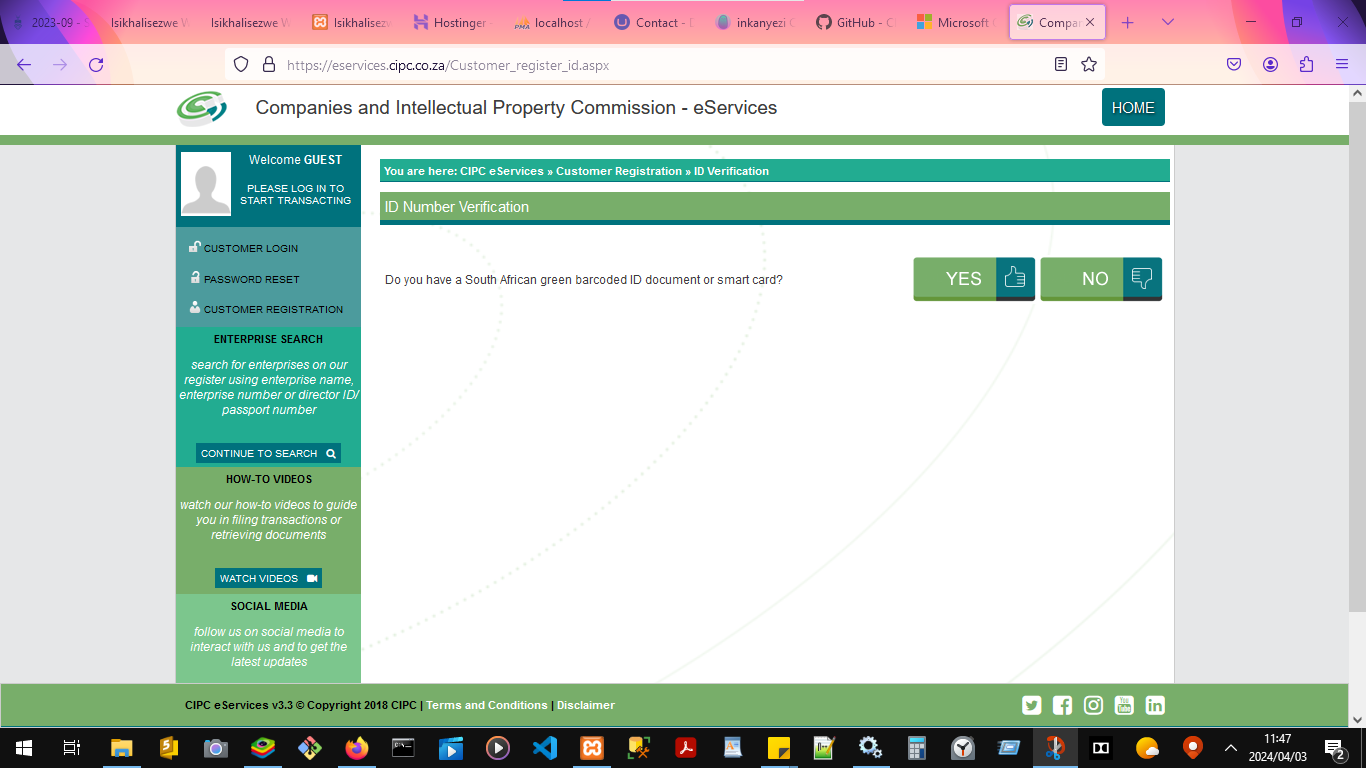 2023-09 - S
Isikhalisezwe W
Isikhalisezwe W
Isikhalisezw
Hostinger -
PMA
localhost /
Contact - D
inkanyezi C
GitHub - C
Microsoft
Compan
https://eservices.cipc.co.za/Customer_register_id.aspx
Companies and Intellectual Property Commission - eServices
HOME
Welcome GUEST
PLEASE LOG IN TO
START TRANSACTING
CUSTOMER LOGIN
PASSWORD RESET
CUSTOMER REGISTRATION
ENTERPRISE SEARCH
search for enterprises on our
register using enterprise name,
enterprise number or director ID/
passport number
CONTINUE TO SEARCH
HOW-TO VIDEOS
watch our how-to videos to guide
you in filing transactions or
retrieving documents
WATCH VIDEOS
SOCIAL MEDIA
follow us on social media to
interact with us and to get the
latest updates
You are here: CIPC eServices » Customer Registration » ID Verification
ID Number Verification
Do you have a South African green barcoded ID document or smart card?
YES
NO
CIPC eServices v3.3 © Copyright 2018 CIPC | Terms and Conditions | Disclaimer
You
Tube
in
11:47
2024/04/03
2